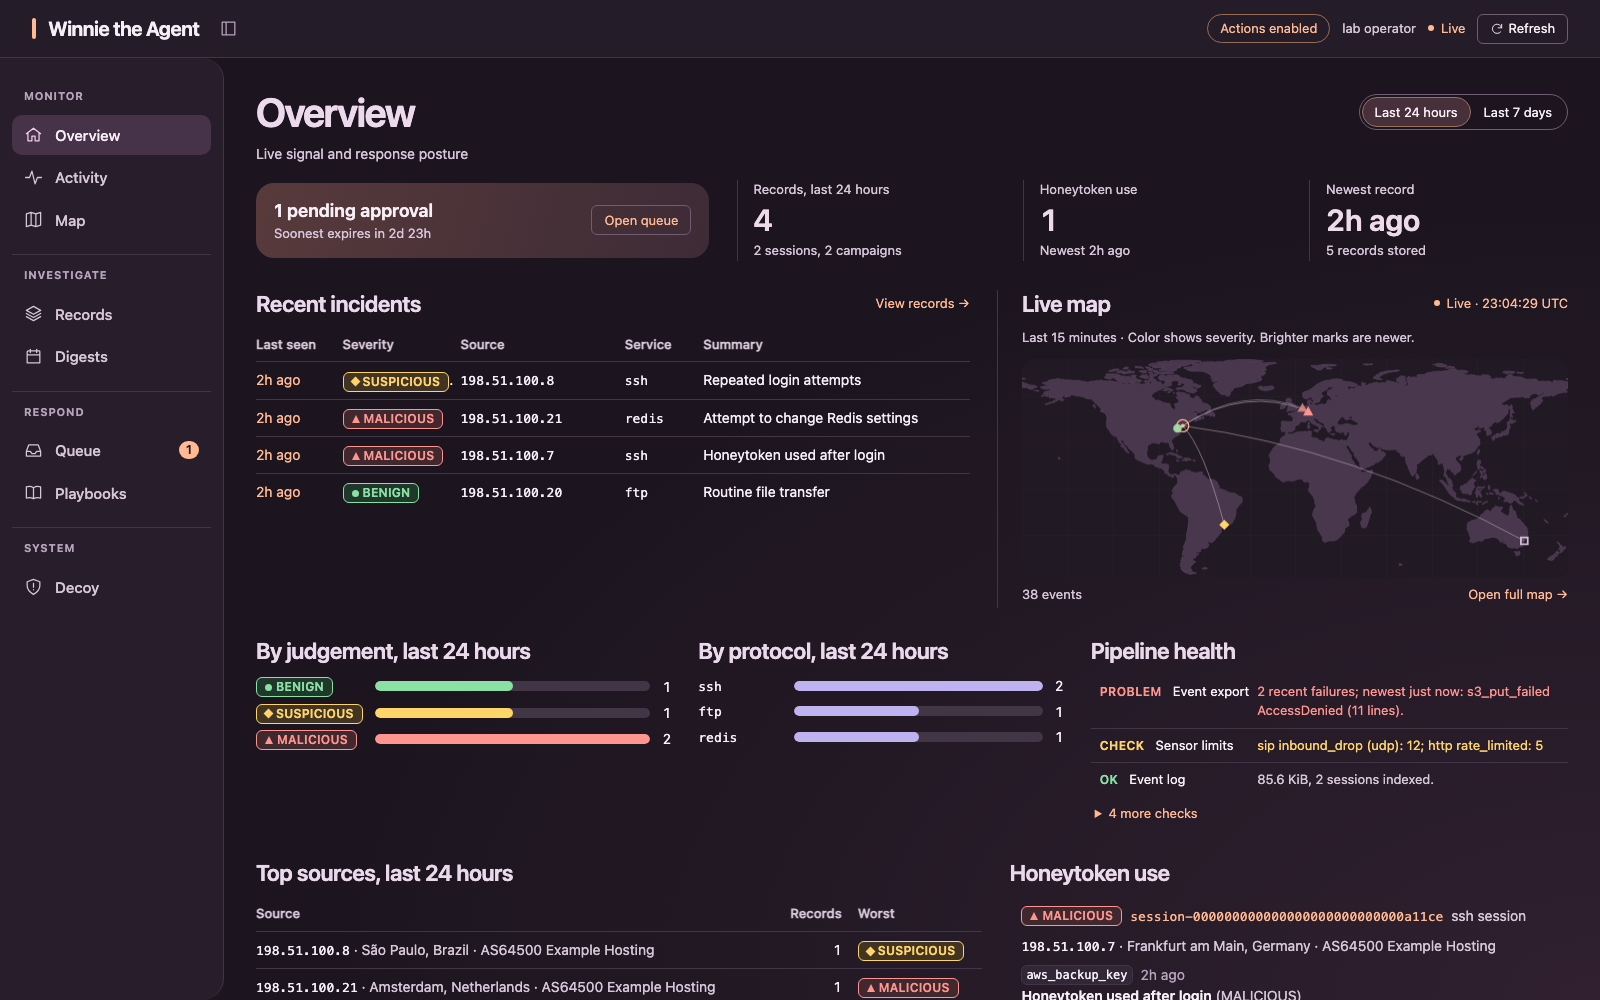 Winnie the Agent
Actions enabled
lab operator
Live
Refresh
MONITOR
Overview
Activity
Map
INVESTIGATE
Records
Digests
RESPOND
Queue 1
Playbooks
SYSTEM
Decoy
Overview
Live signal and response posture
Last 24 hours
Last 7 days
1 pending approval
Soonest expires in 2d 23h
Open queue
Records, last 24 hours
4
2 sessions, 2 campaigns
Honeytoken use
1
Newest 2h ago
Newest record
2h ago
5 records stored
Recent incidents
View records →
Last seen Severity Source Service Summary
2h ago SUSPICIOUS. 198.51.100.8 ssh Repeated login attempts
2h ago MALICIOUS 198.51.100.21 redis Attempt to change Redis settings
2h ago MALICIOUS 198.51.100.7 ssh Honeytoken used after login
2h ago BENIGN 198.51.100.20 ftp Routine file transfer
Live map
Live · 23:04:29 UTC
Last 15 minutes · Color shows severity. Brighter marks are newer.
38 events
Open full map →
By judgement, last 24 hours
BENIGN 1
SUSPICIOUS 1
MALICIOUS 2
By protocol, last 24 hours
ssh 2
ftp 1
redis 1
Pipeline health
PROBLEM Event export 2 recent failures; newest just now: s3_put_failed
AccessDenied (11 lines).
CHECK Sensor limits sip inbound_drop (udp): 12; http rate_limited: 5
OK Event log 85.6 KiB, 2 sessions indexed.
4 more checks
Top sources, last 24 hours
Source Records Worst
198.51.100.8 · São Paulo, Brazil · AS64500 Example Hosting 1 SUSPICIOUS
198.51.100.21 · Amsterdam, Netherlands · AS64500 Example Hosting 1 MALICIOUS
Honeytoken use
MALICIOUS session-000000000000000000000000000a11ce ssh session
198.51.100.7 · Frankfurt am Main, Germany · AS64500 Example Hosting
aws_backup_key 2h ago
Honeytoken used after login (MALICIOUS)